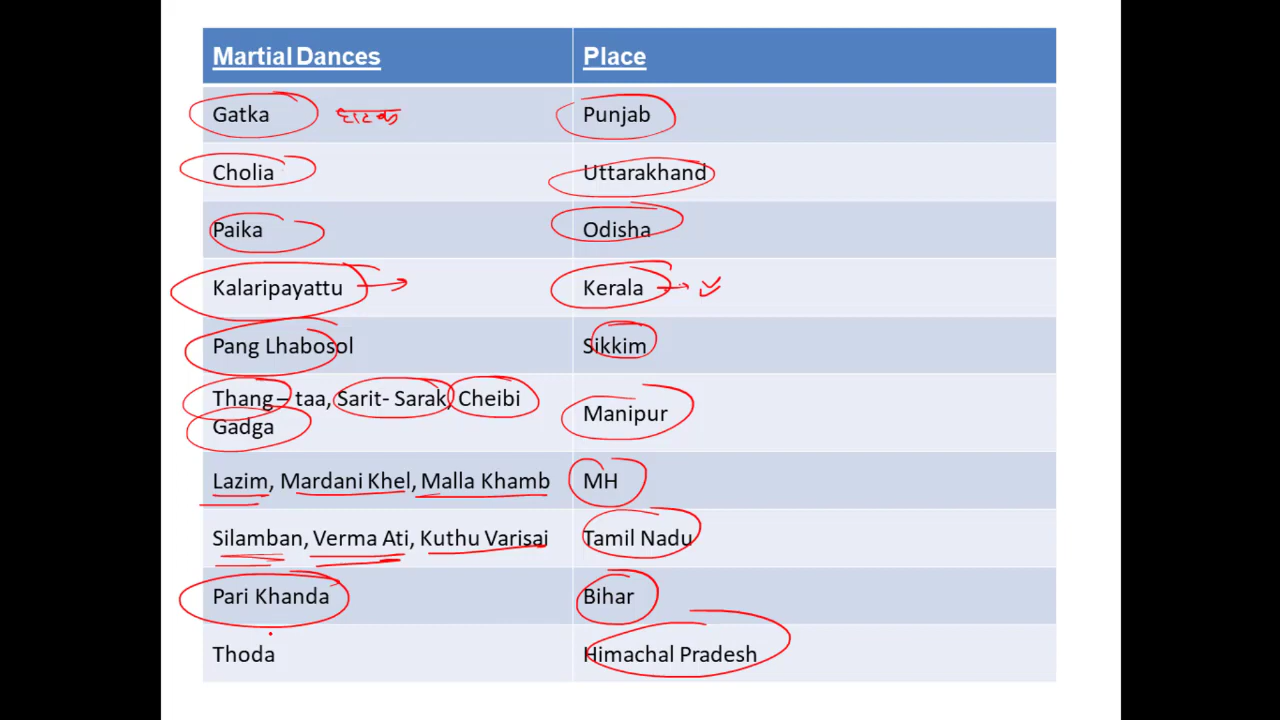 Martial Dances Place
Gatka घातक Punjab
Cholia Uttarakhand
Paika Odisha
Kalaripayattu Kerala
Pang Lhabosol Sikkim
Thang – taa, Sarit- Sarak, Cheibi
Gadga Manipur
Lazim, Mardani Khel, Malla Khamb MH
Silamban, Verma Ati, Kuthu Varisai Tamil Nadu
Pari Khanda Bihar
Thoda Himachal Pradesh